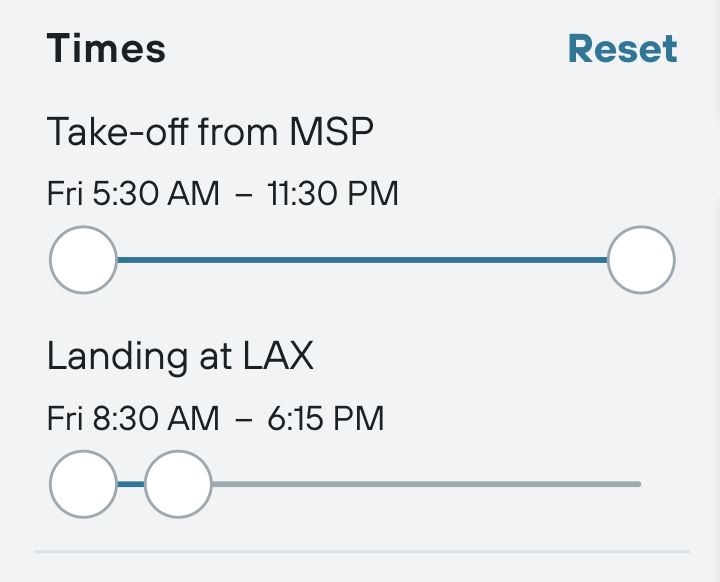 Times
Reset
Take-off from MSP
Fri 5:30 AM – 11:30 PM
Landing at LAX
Fri 8:30 AM – 6:15 PM